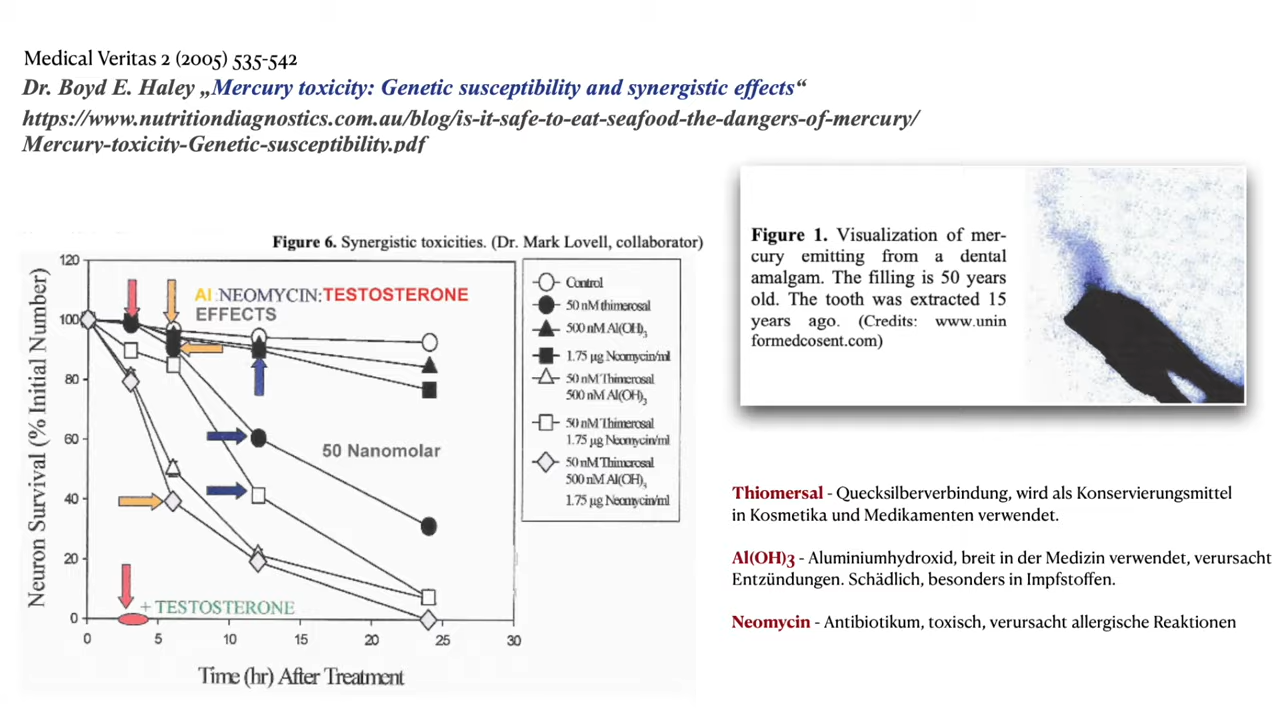 Medical Veritas 2 (2005) 535-542
Dr. Boyd E. Haley „Mercury toxicity: Genetic susceptibility and synergistic effects“
https://www.nutritiondiagnostics.com.au/blog/is-it-safe-to-eat-seafood-the-dangers-of-mercury/
Mercury-toxicity-Genetic-susceptibility.pdf
Figure 6. Synergistic toxicities. (Dr. Mark Lovell, collaborator)
Neuron Survival (% Initial Number)
120
100
80
60
40
20
0
Al :NEOMYCIN:TESTOSTERONE
EFFECTS
50 Nanomolar
+ TESTOSTERONE
0 5 10 15 20 25 30
Time (hr) After Treatment
Control
50 nM thimerosal
500 nM Al(OH)3
1.75 µg Neomycin/ml
50 nM Thimerosal
500 nM Al(OH)3
50 nM Thimerosal
1.75 µg Neomycin/ml
50 nM Thimerosal
500 nM Al(OH)3
1.75 µg Neomycin/ml
Figure 1. Visualization of mer-
cury emitting from a dental
amalgam. The filling is 50 years
old. The tooth was extracted 15
years ago. (Credits: www.unin
formedcosent.com)
Thiomersal - Quecksilberverbindung, wird als Konservierungsmittel
in Kosmetika und Medikamenten verwendet.
Al(OH)3 - Aluminiumhydroxid, breit in der Medizin verwendet, verursacht
Entzündungen. Schädlich, besonders in Impfstoffen.
Neomycin - Antibiotikum, toxisch, verursacht allergische Reaktionen